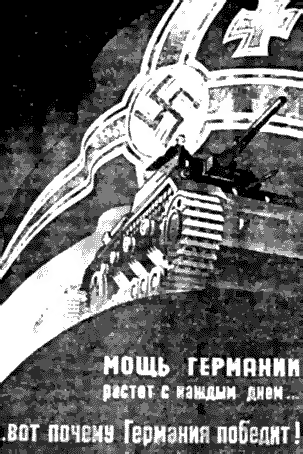 МОЩЬ ГЕРМАНИИ
растет с каждым днем...
..вот почему Германия победит!